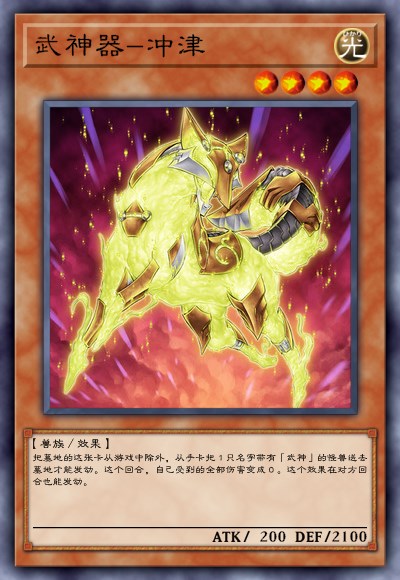 武神器-冲津
光
ひかり
【兽族／效果】
把墓地的这张卡从游戏中除外，从手卡把1只名字带有「武神」的怪兽送去
墓地才能发动。这个回合，自己受到的全部伤害变成0。这个效果在对方回
合也能发动。
ATK/ 200 DEF/2100